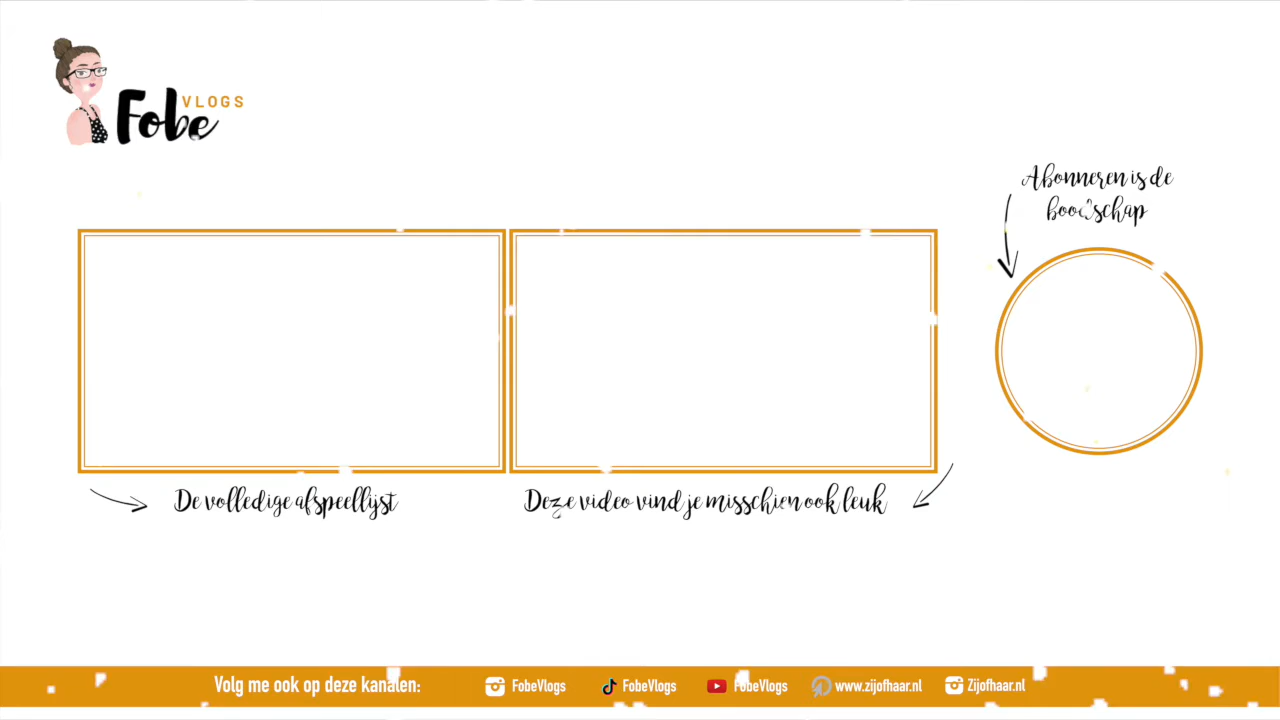 VLOGS
Fobe
Abonneren is de
boodschap
De volledige afspeellijst
Deze video vind je misschien ook leuk
Volg me ook op deze kanalen:
FobeVlogs
FobeVlogs
FobeVlogs
www.zijofhaar.nl
Zijofhaar.nl